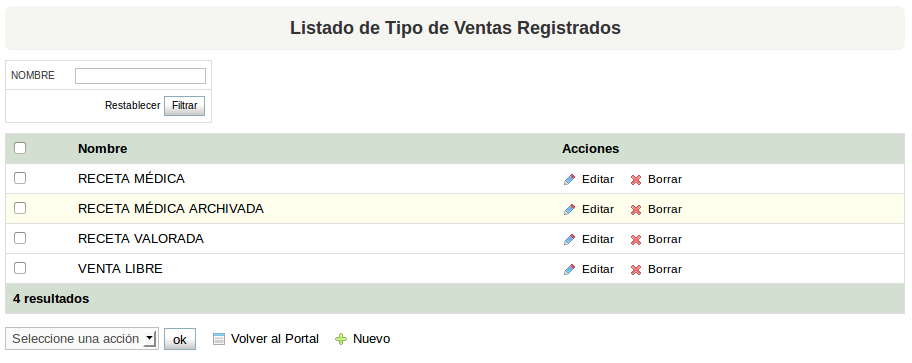 Listado de Tipo de Ventas Registrados
NOMBRE
Restablecer Filtrar
Nombre Acciones
RECETA MÉDICA Editar Borrar
RECETA MÉDICA ARCHIVADA Editar Borrar
RECETA VALORADA Editar Borrar
VENTA LIBRE Editar Borrar
4 resultados
Seleccione una acción ok Volver al Portal Nuevo